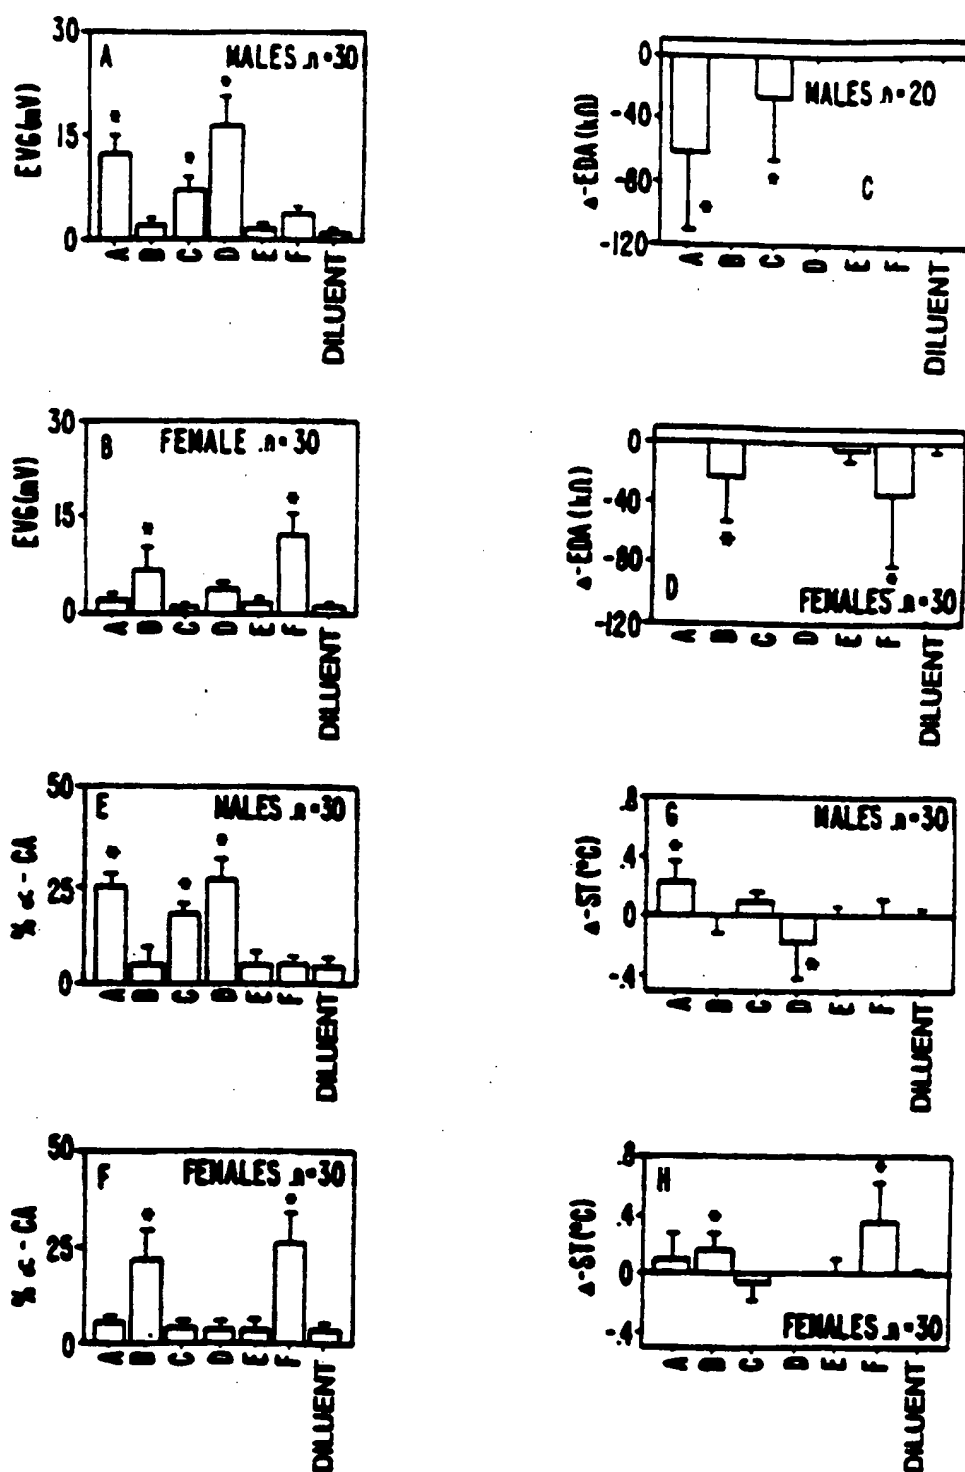 30
15
0
EVG(mV)
A
MALES .n=30
*
*
*
A
B
C
D
E
F
DILUENT
0
-40
-80
-120
Δ-EDA(kΩ)
MALES .n=20
C
*
*
A
B
C
D
E
F
DILUENT
30
15
0
EVG(mV)
B
FEMALE .n=30
*
*
A
B
C
D
E
F
DILUENT
0
-40
-80
-120
Δ-EDA(kΩ)
D
FEMALES .n=30
*
*
A
B
C
D
E
F
DILUENT
50
25
0
% ∝ - CA
E
MALES .n=30
*
*
*
A
B
C
D
E
F
DILUENT
.8
.4
0
-.4
Δ-ST(°C)
G
MALES .n=30
*
*
A
B
C
D
E
F
DILUENT
50
25
0
% ∝ - CA
F
FEMALES .n=30
*
*
A
B
C
D
E
F
DILUENT
.8
.4
0
-.4
Δ-ST(°C)
H
FEMALES .n=30
*
*
A
B
C
D
E
F
DILUENT